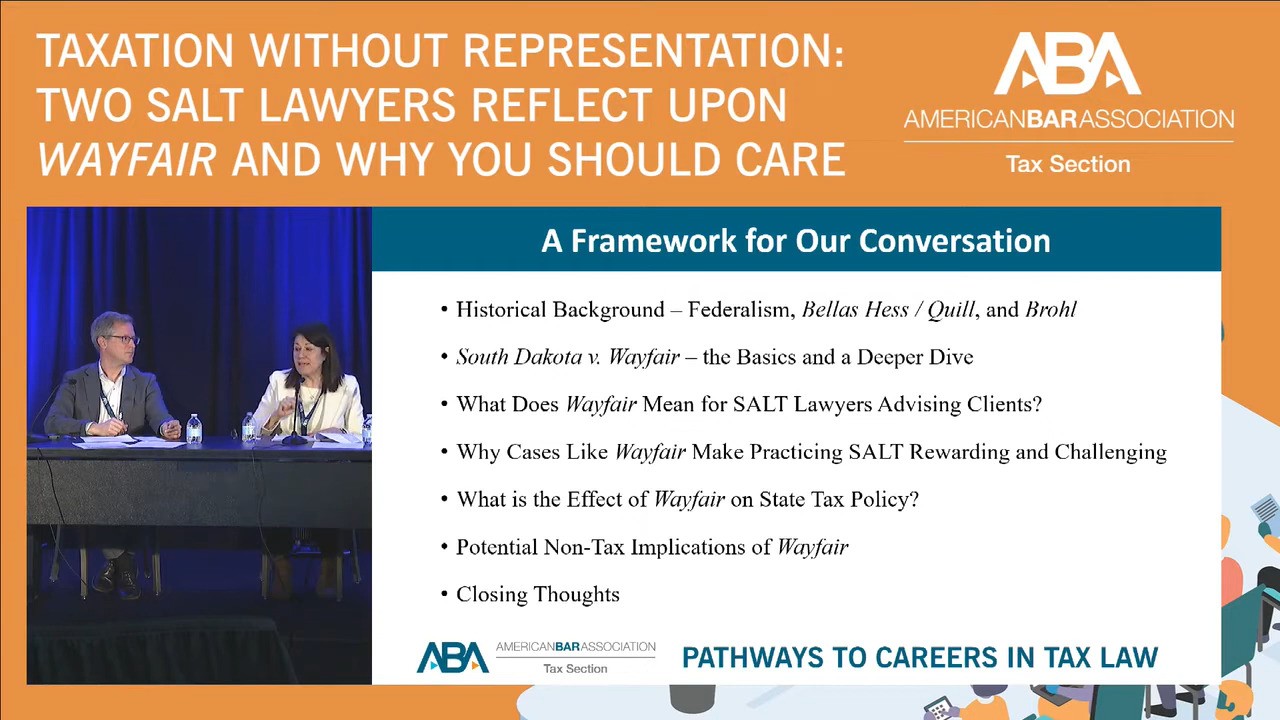 TAXATION WITHOUT REPRESENTATION:
TWO SALT LAWYERS REFLECT UPON
WAYFAIR AND WHY YOU SHOULD CARE
ABA
AMERICANBARASSOCIATION
Tax Section
A Framework for Our Conversation
• Historical Background – Federalism, Bellas Hess / Quill, and Brohl
• South Dakota v. Wayfair – the Basics and a Deeper Dive
• What Does Wayfair Mean for SALT Lawyers Advising Clients?
• Why Cases Like Wayfair Make Practicing SALT Rewarding and Challenging
• What is the Effect of Wayfair on State Tax Policy?
• Potential Non-Tax Implications of Wayfair
• Closing Thoughts
ABA
AMERICANBARASSOCIATION
Tax Section
PATHWAYS TO CAREERS IN TAX LAW